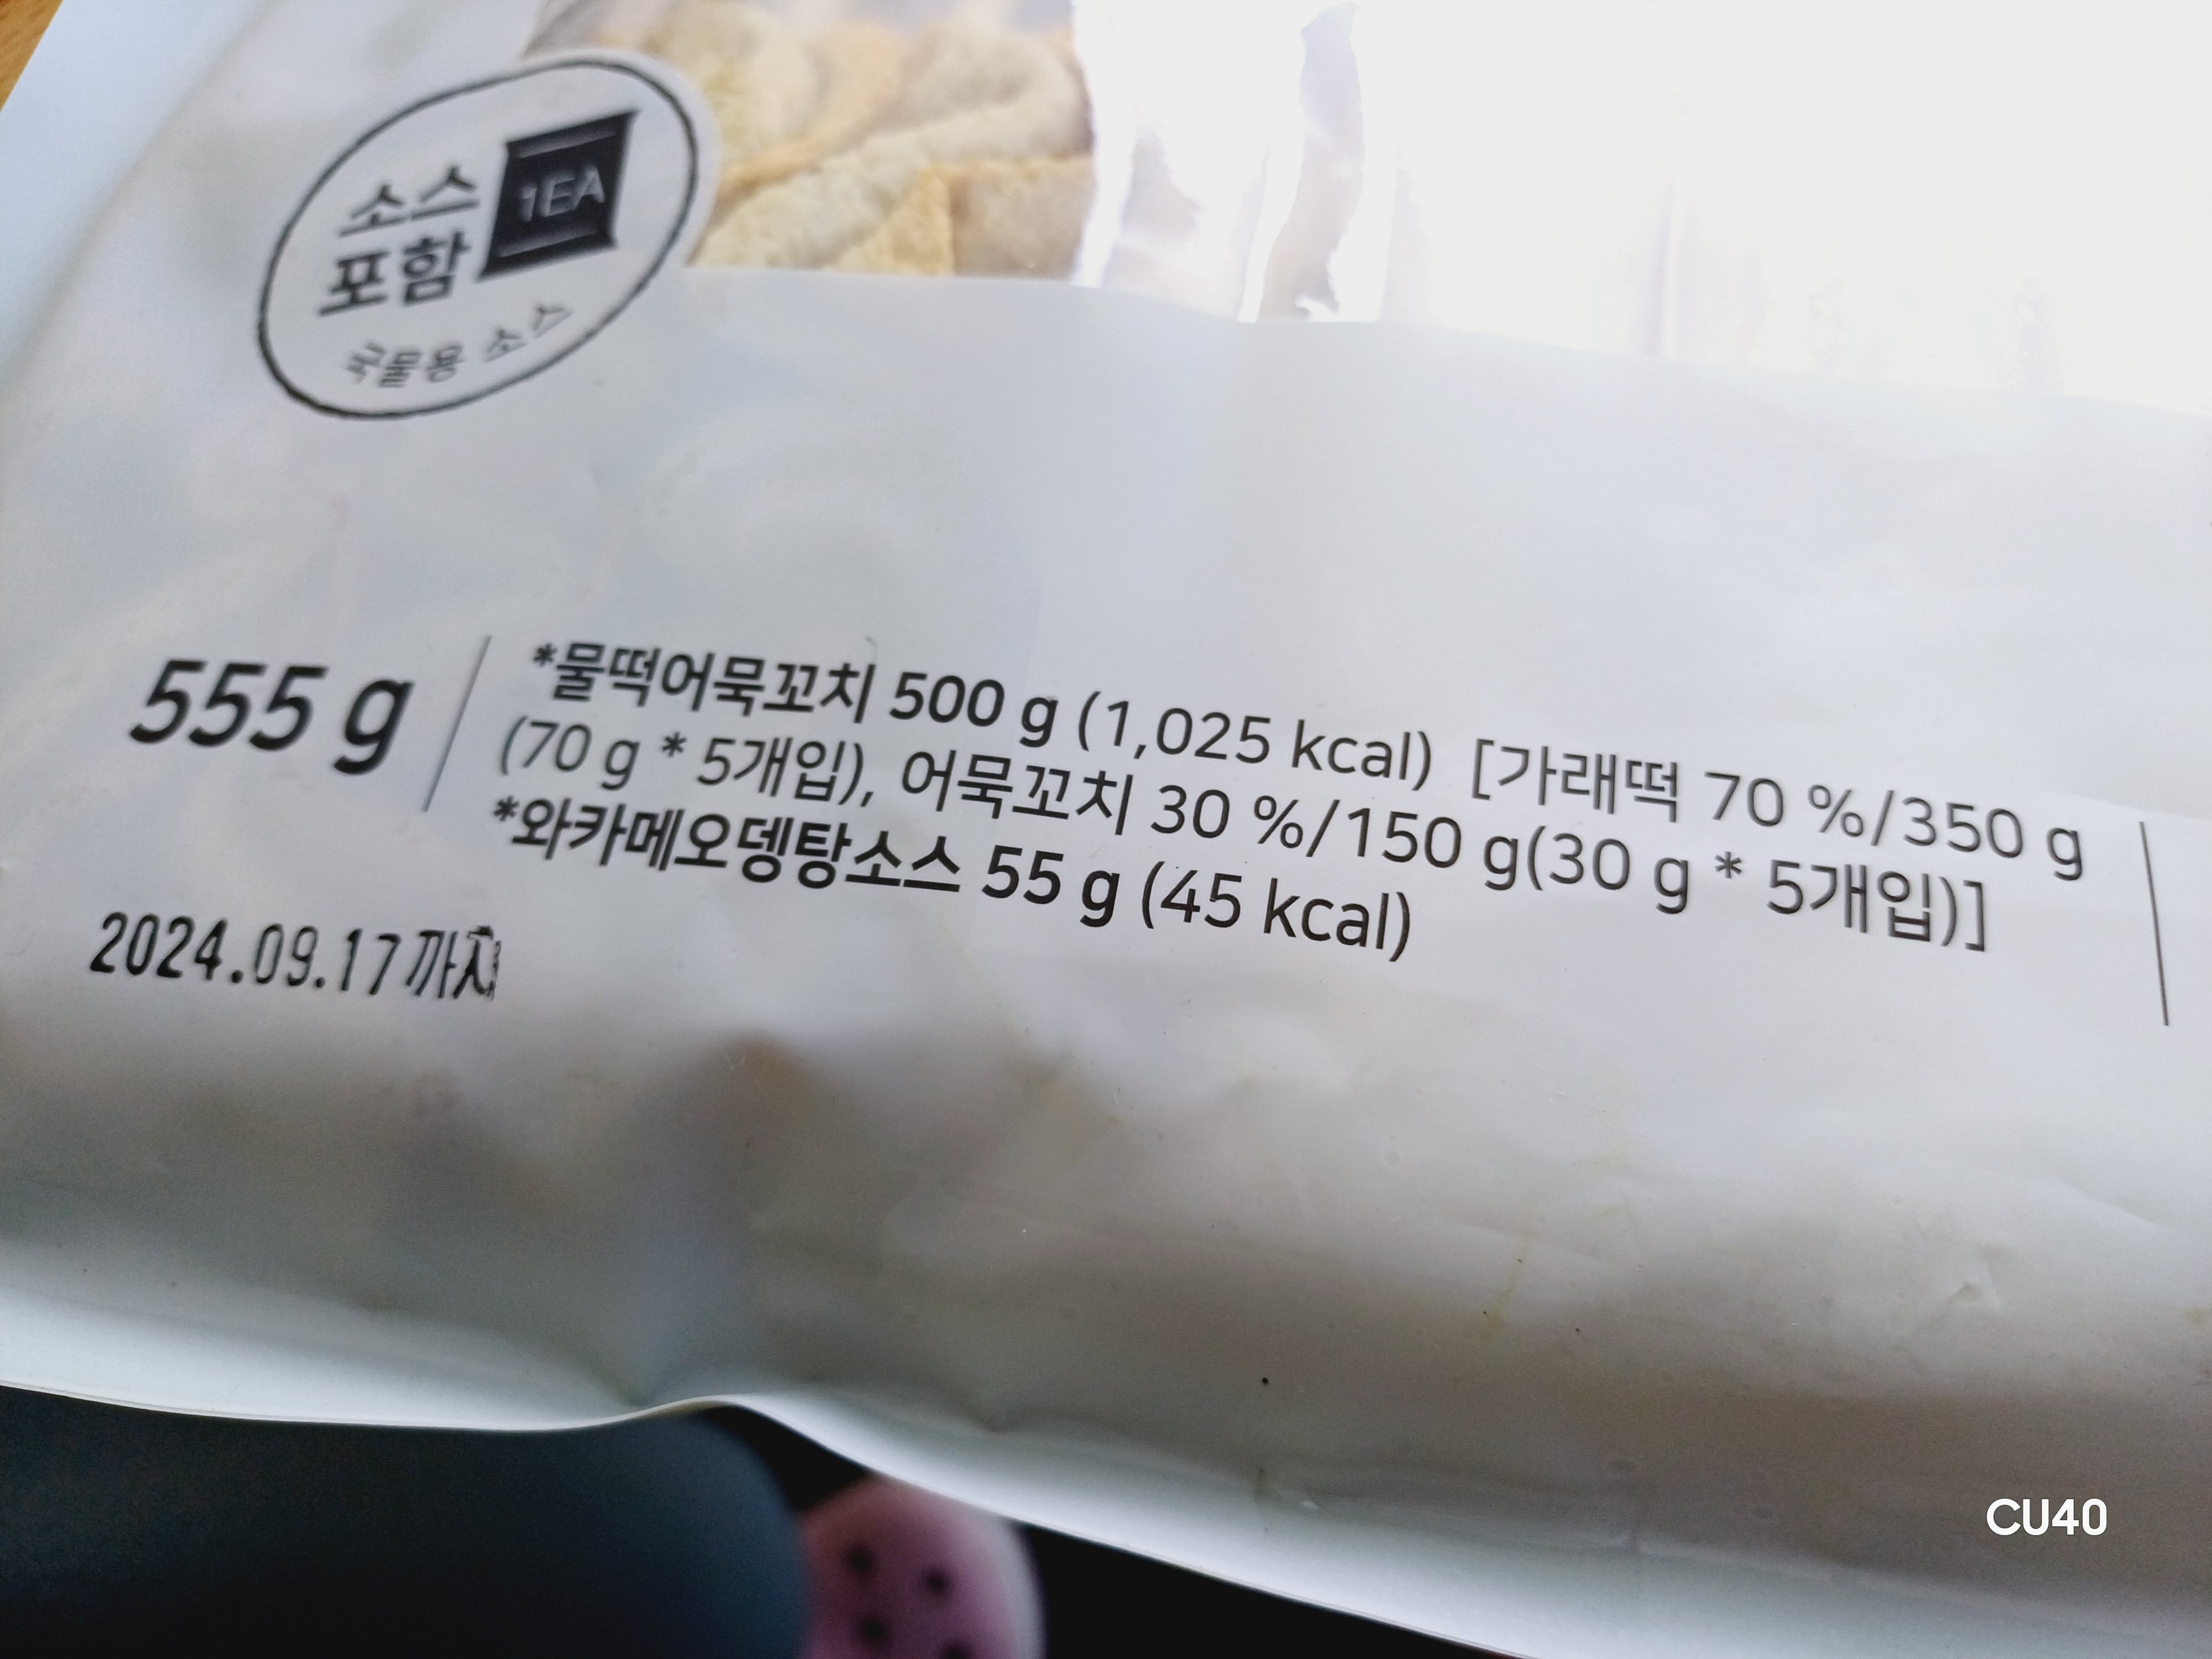 소스
포함
1EA
국물용 소스
555 g
*물떡어묵꼬치 500 g (1,025 kcal) [가래떡 70 %/350 g
(70 g * 5개입), 어묵꼬치 30 %/150 g(30 g * 5개입)]
*와카메오뎅탕소스 55 g (45 kcal)
2024.09.17까지
CU40